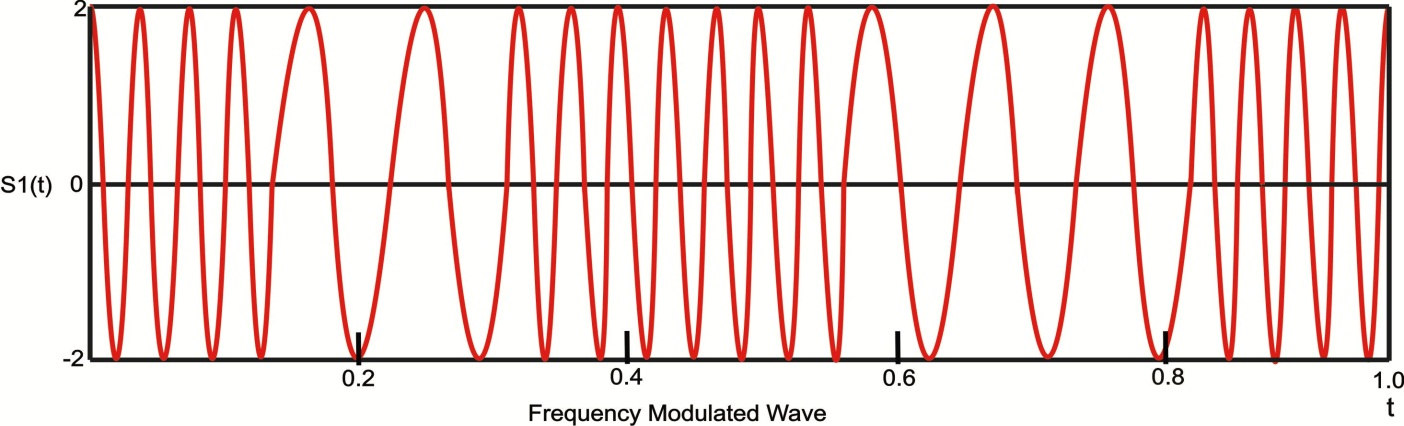 2
S1(t) 0
-2
0.2 0.4 0.6 0.8 1.0
t
Frequency Modulated Wave